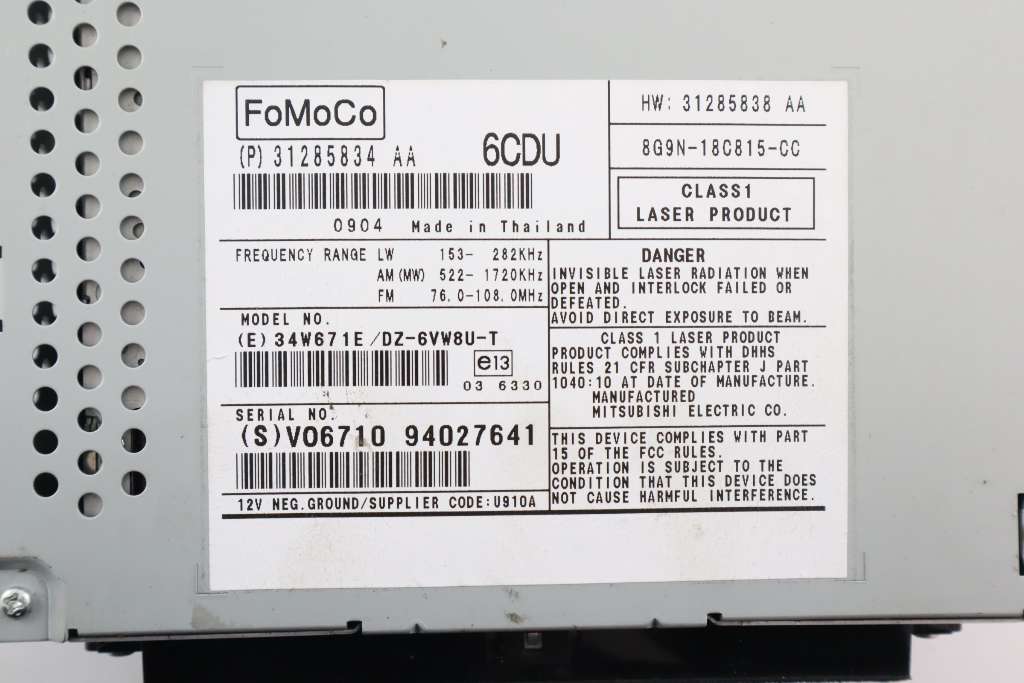 FoMoCo
(P) 31285834 AA 6CDU
0904 Made in Thailand
HW: 31285838 AA
8G9N-18C815-CC
CLASS1
LASER PRODUCT
FREQUENCY RANGE LW 153- 282KHz
AM(MW) 522- 1720KHz
FM 76.0-108.0MHz
MODEL NO.
(E) 34W671E/DZ-6VW8U-T
e13
03 6330
SERIAL NO.
(S)V06710 94027641
12V NEG.GROUND/SUPPLIER CODE:U910A
DANGER
INVISIBLE LASER RADIATION WHEN
OPEN AND INTERLOCK FAILED OR
DEFEATED.
AVOID DIRECT EXPOSURE TO BEAM.
CLASS 1 LASER PRODUCT
PRODUCT COMPLIES WITH DHHS
RULES 21 CFR SUBCHAPTER J PART
1040:10 AT DATE OF MANUFACTURE.
MANUFACTURED
MITSUBISHI ELECTRIC CO.
THIS DEVICE COMPLIES WITH PART
15 OF THE FCC RULES.
OPERATION IS SUBJECT TO THE
CONDITION THAT THIS DEVICE DOES
NOT CAUSE HARMFUL INTERFERENCE.